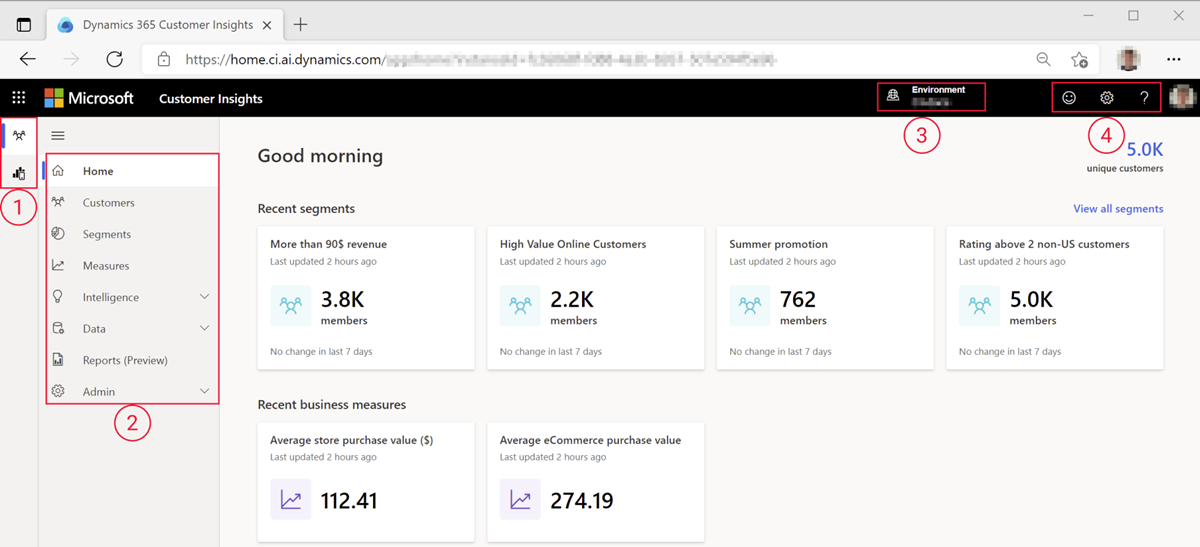 Dynamics 365 Customer Insights
https://home.ci.ai.dynamics.com/
Microsoft
Customer Insights
Environment
?
1
2
3
4
Home
Customers
Segments
Measures
Intelligence
Data
Reports (Preview)
Admin
Good morning
5.0K
unique customers
Recent segments
View all segments
More than 90$ revenue
Last updated 2 hours ago
3.8K
members
No change in last 7 days
High Value Online Customers
Last updated 2 hours ago
2.2K
members
No change in last 7 days
Summer promotion
Last updated 2 hours ago
762
members
No change in last 7 days
Rating above 2 non-US customers
Last updated 2 hours ago
5.0K
members
No change in last 7 days
Recent business measures
Average store purchase value ($)
Last updated 2 hours ago
112.41
Average eCommerce purchase value
Last updated 2 hours ago
274.19